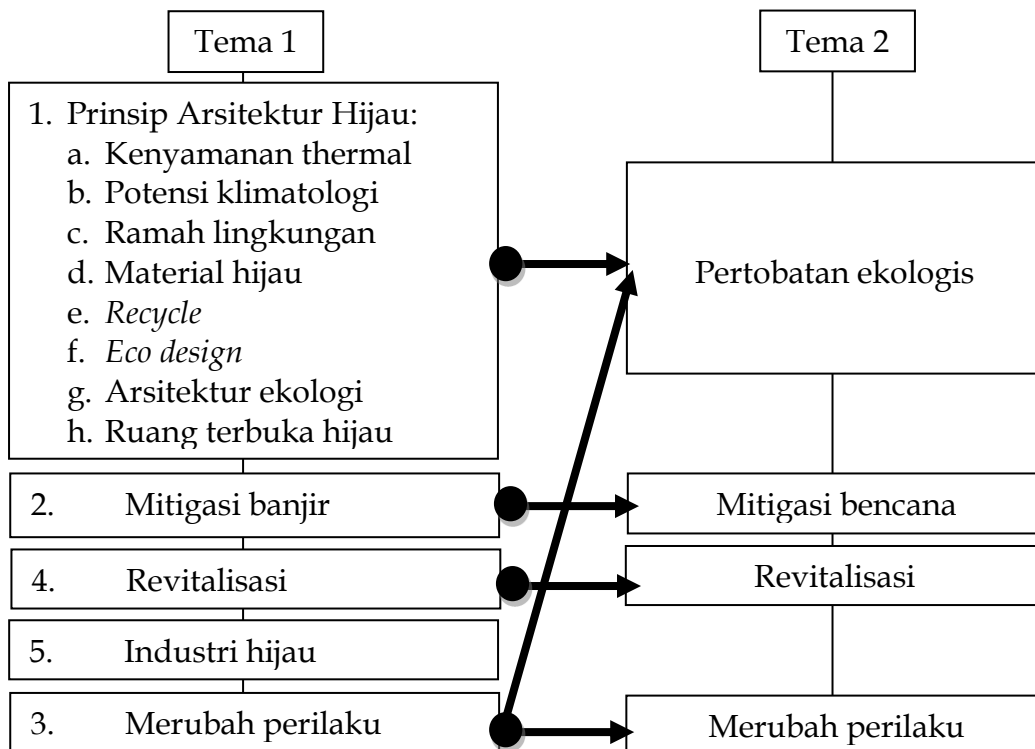 Tema 1
1. Prinsip Arsitektur Hijau:
a. Kenyamanan thermal
b. Potensi klimatologi
c. Ramah lingkungan
d. Material hijau
e. Recycle
f. Eco design
g. Arsitektur ekologi
h. Ruang terbuka hijau
2. Mitigasi banjir
4. Revitalisasi
5. Industri hijau
3. Merubah perilaku
Tema 2
Pertobatan ekologis
Mitigasi bencana
Revitalisasi
Merubah perilaku